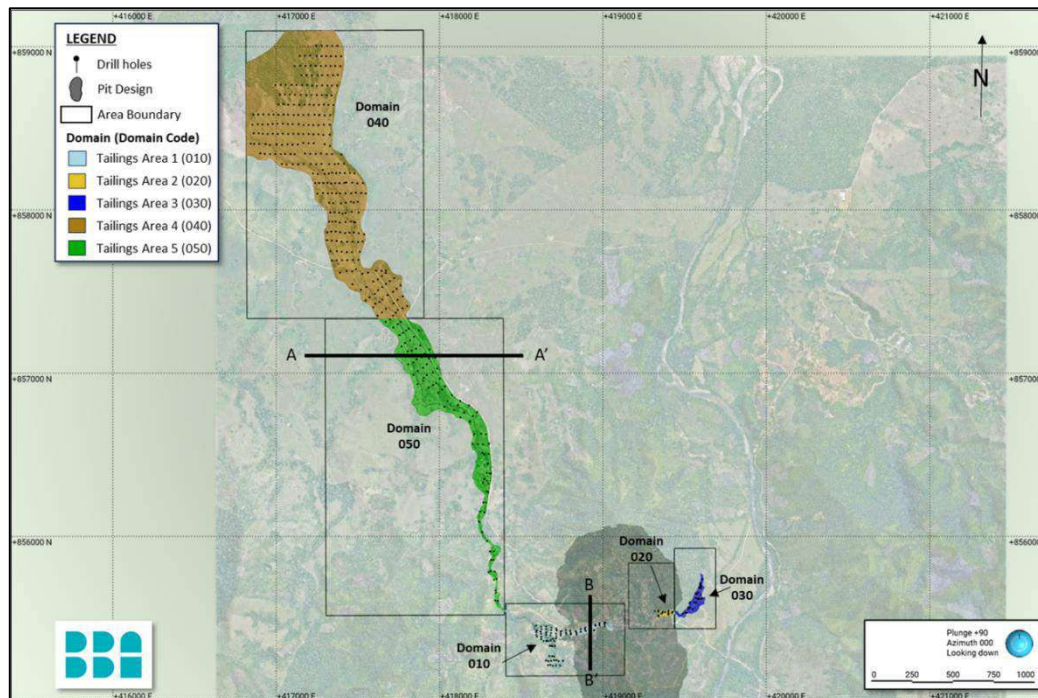 +416000 E
+417000 E
+418000 E
+419000 E
+420000 E
+421000 E
LEGEND
Drill holes
Pit Design
Area Boundary
Domain (Domain Code)
Tailings Area 1 (010)
Tailings Area 2 (020)
Tailings Area 3 (030)
Tailings Area 4 (040)
Tailings Area 5 (050)
+859000 N
+859000 N
N
Domain
040
+858000 N
+858000 N
A
A'
+857000 N
+857000 N
Domain
050
+856000 N
+856000 N
Domain
020
B
Domain
030
Domain
010
B'
BBA
Plunge +90
Azimuth 000
Looking down
0
250
500
750
1000
+416000 E
+417000 E
+418000 E
+419000 E
+420000 E
+421000 E